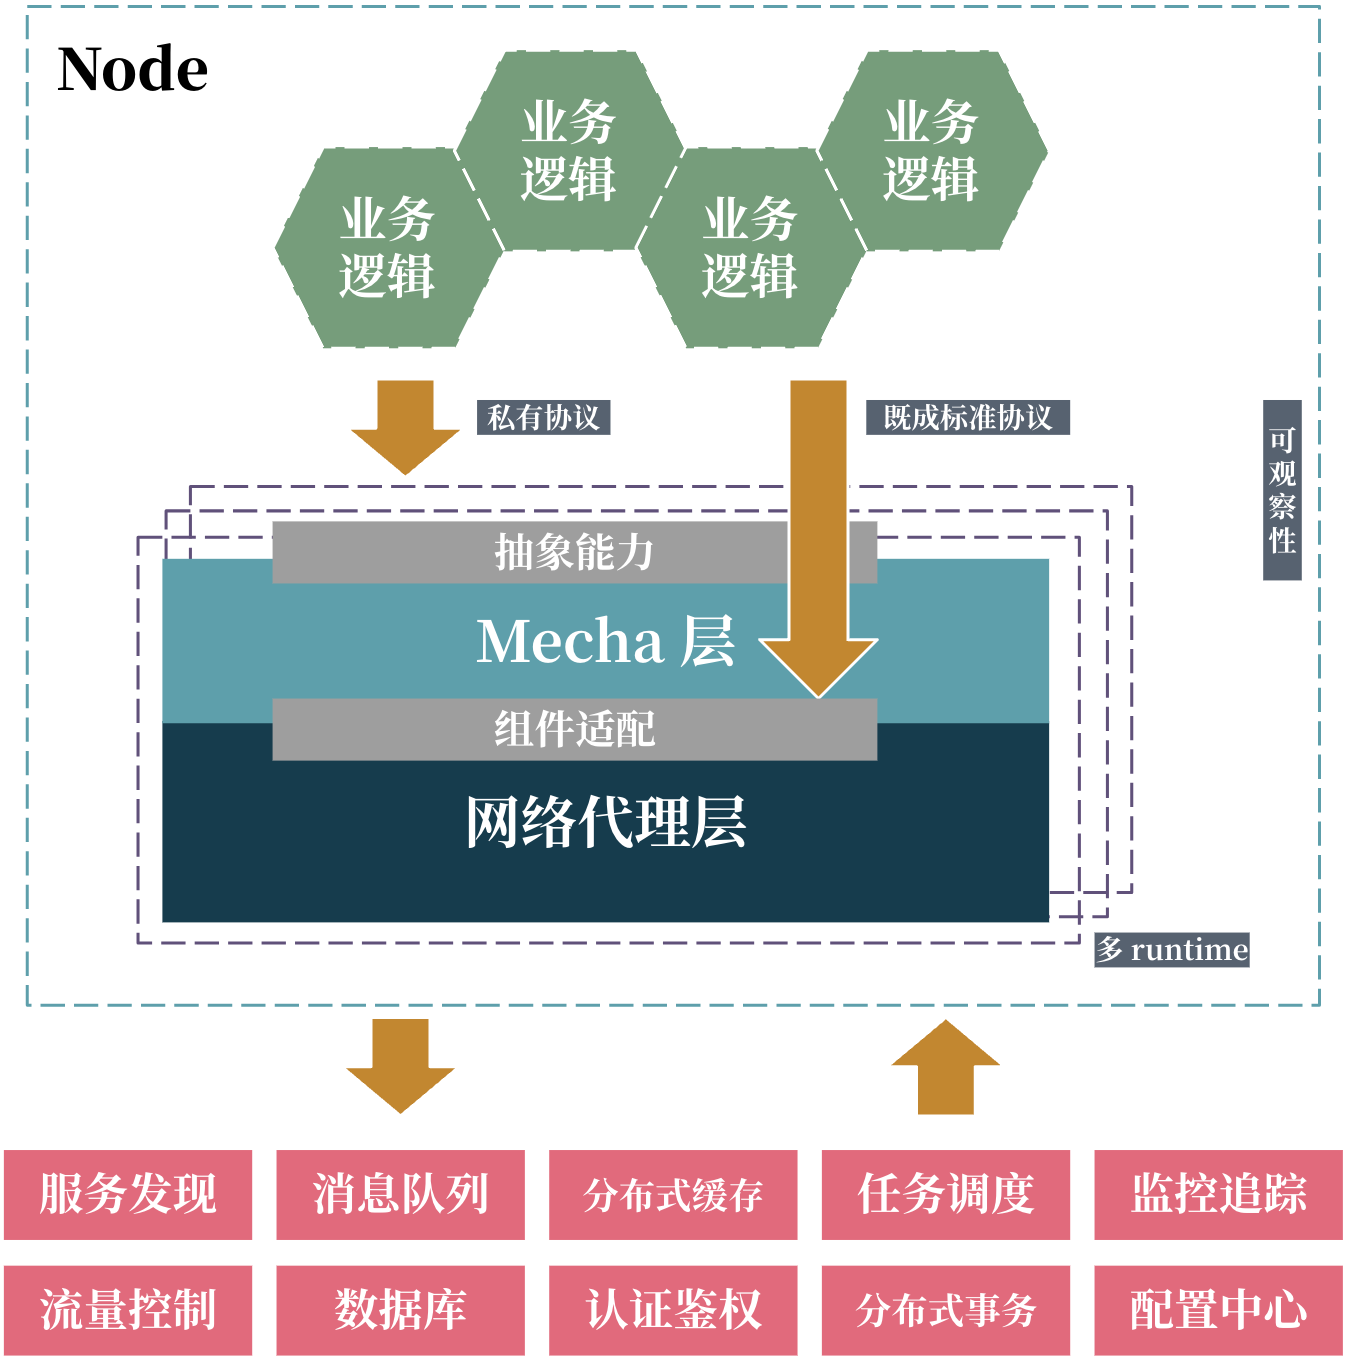 Node
业务
逻辑
业务
逻辑
业务
逻辑
业务
逻辑
私有协议
既成标准协议
可观察性
抽象能力
Mecha 层
组件适配
网络代理层
多 runtime
服务发现
消息队列
分布式缓存
任务调度
监控追踪
流量控制
数据库
认证鉴权
分布式事务
配置中心